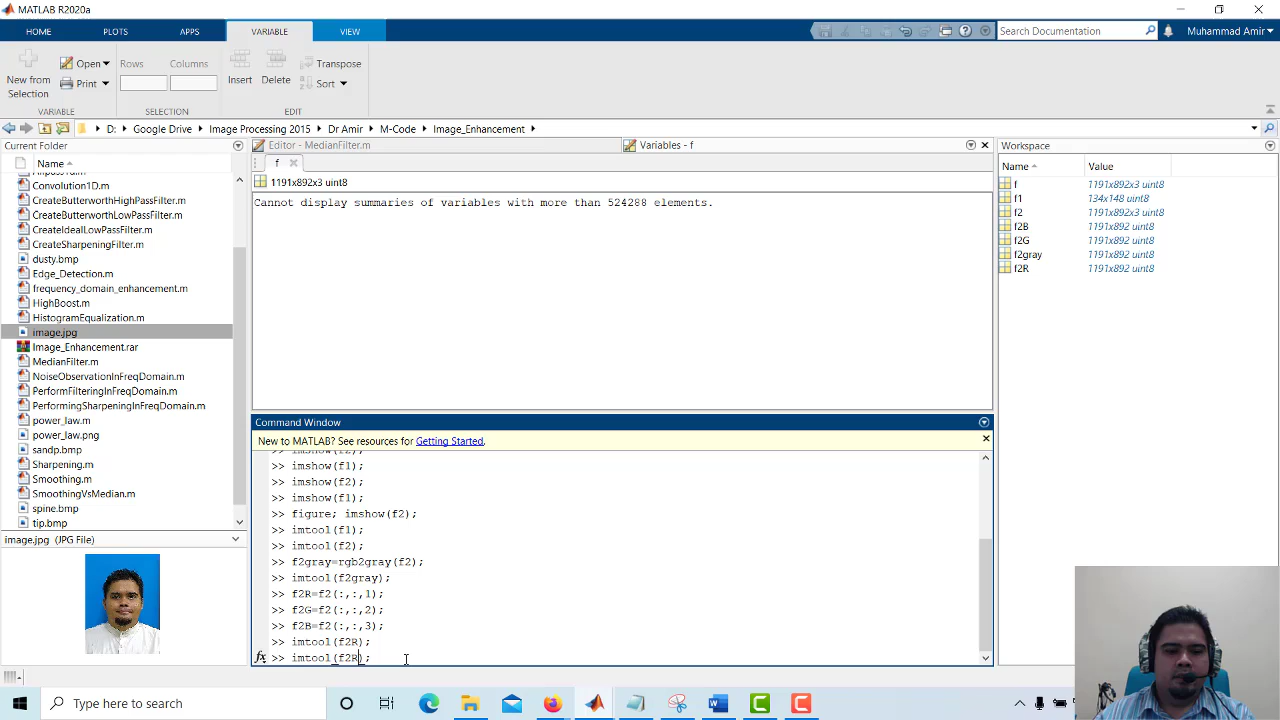 MATLAB R2020a
HOME
PLOTS
APPS
VARIABLE
VIEW
Search Documentation
Muhammad Amir
New from
Selection
Open
Print
Rows
Columns
Insert
Delete
Transpose
Sort
VARIABLE
SELECTION
EDIT
D:
Google Drive
Image Processing 2015
Dr Amir
M-Code
Image_Enhancement
Current Folder
Name
Convolution1D.m
CreateButterworthHighPassFilter.m
CreateButterworthLowPassFilter.m
CreateIdealLowPassFilter.m
CreateSharpeningFilter.m
dusty.bmp
Edge_Detection.m
frequency_domain_enhancement.m
HighBoost.m
HistogramEqualization.m
image.jpg
Image_Enhancement.rar
MedianFilter.m
NoiseObservationInFreqDomain.m
PerformFilteringInFreqDomain.m
PerformingSharpeningInFreqDomain.m
power_law.m
power_law.png
sandp.bmp
Sharpening.m
Smoothing.m
SmoothingVsMedian.m
spine.bmp
tip.bmp
image.jpg (JPG File)
Editor - MedianFilter.m
Variables - f
f
1191x892x3 uint8
Cannot display summaries of variables with more than 524288 elements.
Command Window
New to MATLAB? See resources for Getting Started.
>> imshow(f2);
>> imshow(f1);
>> imshow(f2);
>> imshow(f1);
>> figure; imshow(f2);
>> imtool(f1);
>> imtool(f2);
>> f2gray=rgb2gray(f2);
>> imtool(f2gray);
>> f2R=f2(:,:,1);
>> f2G=f2(:,:,2);
>> f2B=f2(:,:,3);
>> imtool(f2R);
fx >> imtool(f2R);
Workspace
Name Value
f 1191x892x3 uint8
f1 134x148 uint8
f2 1191x892x3 uint8
f2B 1191x892 uint8
f2G 1191x892 uint8
f2gray 1191x892 uint8
f2R 1191x892 uint8
Type here to search